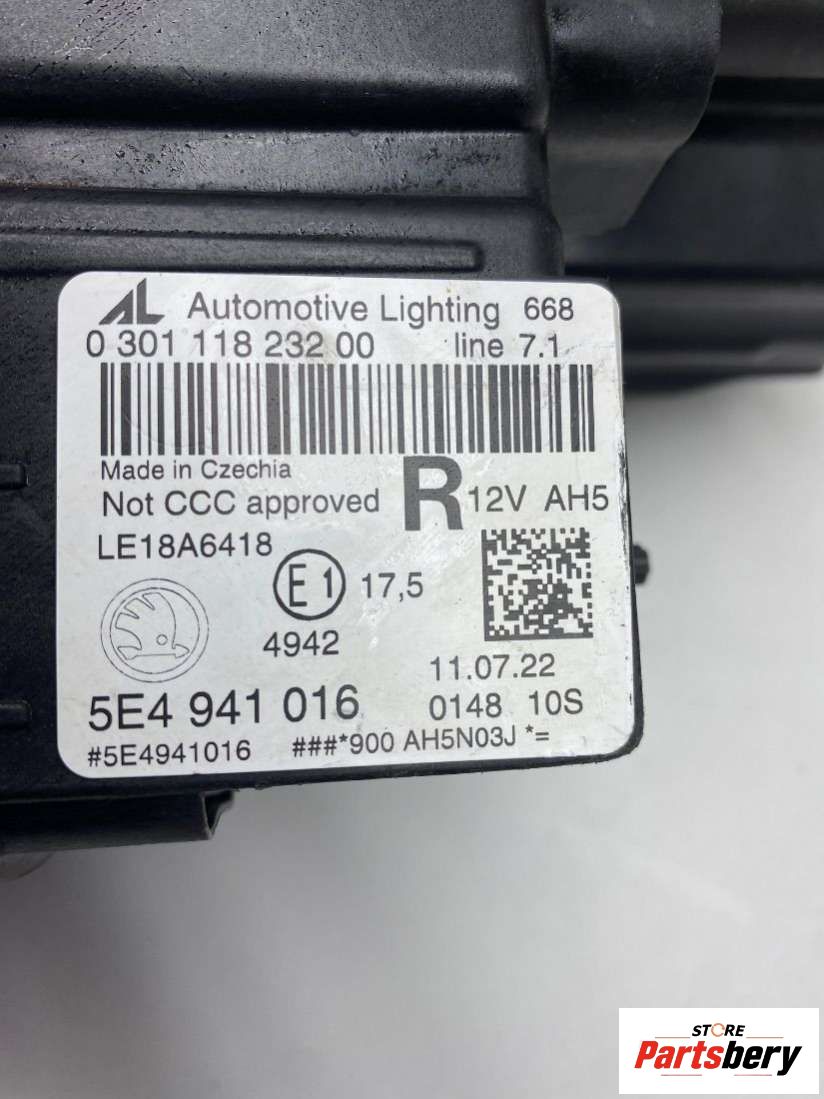 AL Automotive Lighting 668
0 301 118 232 00 line 7.1
Made in Czechia
Not CCC approved R 12V AH5
LE18A6418
E1 17,5
4942
11.07.22
5E4 941 016 0148 10S
#5E4941016 ###*900 AH5N03J *=
STORE
Partsbery